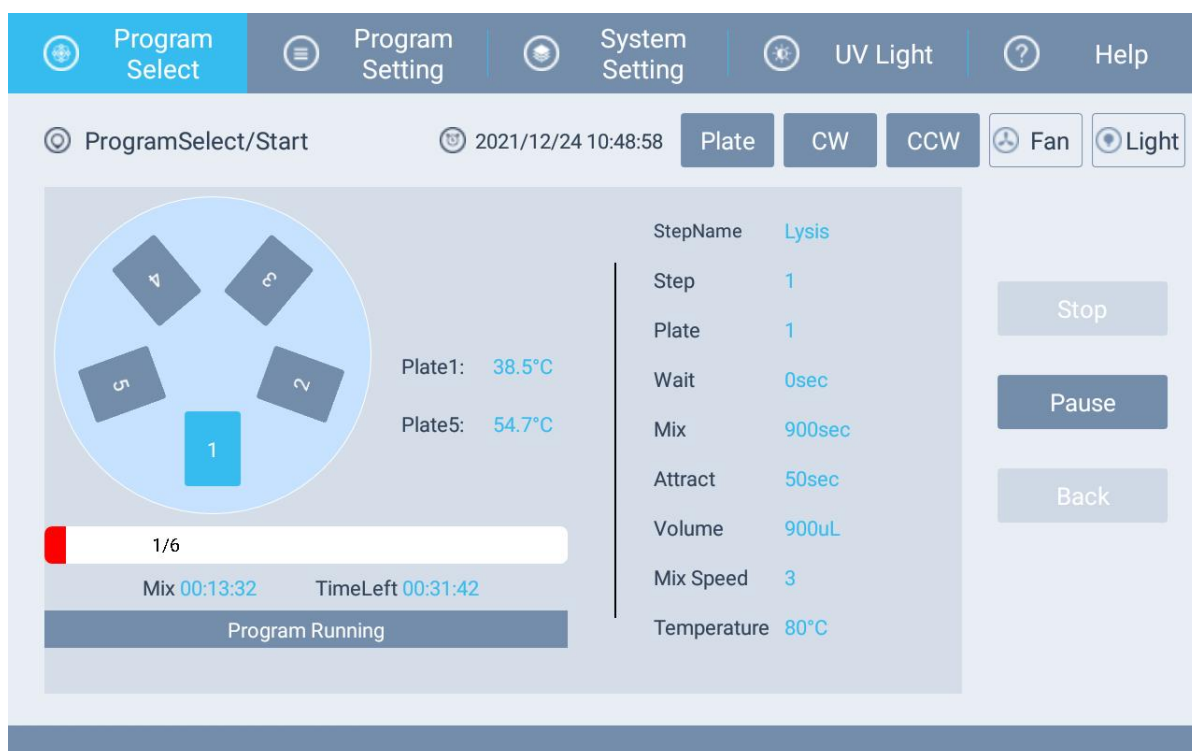 Program
Select
Program
Setting
System
Setting
UV Light
? Help
ProgramSelect/Start
2021/12/24 10:48:58
Plate
CW
CCW
Fan
Light
4
3
5
2
1
Plate1: 38.5°C
Plate5: 54.7°C
1/6
Mix 00:13:32 TimeLeft 00:31:42
Program Running
StepName Lysis
Step 1
Plate 1
Wait 0sec
Mix 900sec
Attract 50sec
Volume 900uL
Mix Speed 3
Temperature 80°C
Stop
Pause
Back